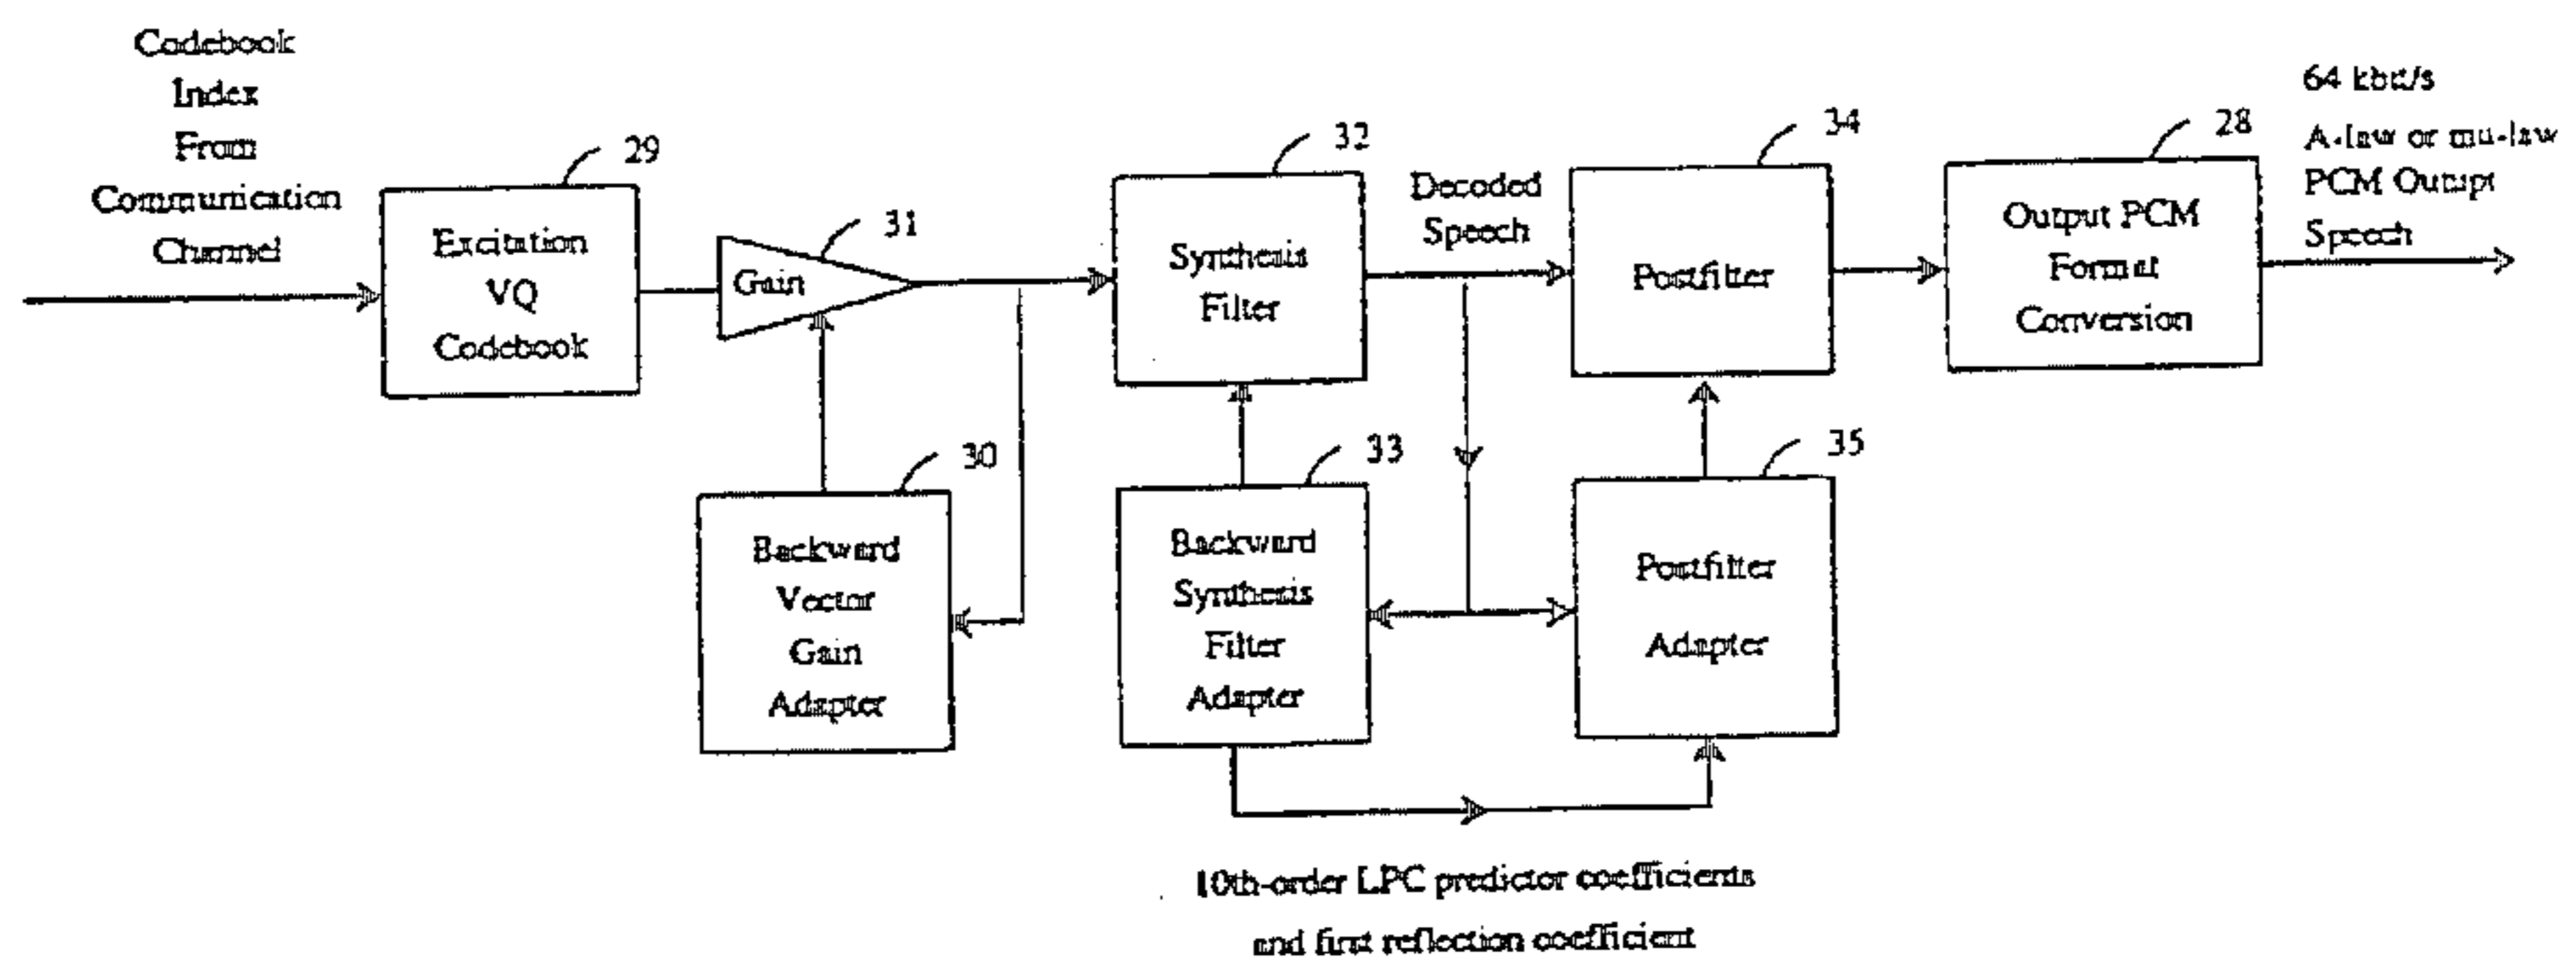 Codebook
Index
From
Communication
Channel
29
Excitation
VQ
Codebook
31
Gain
30
Backward
Vector
Gain
Adapter
32
Synthesis
Filter
33
Backward
Synthesis
Filter
Adapter
Decoded
Speech
34
Postfilter
35
Postfilter
Adapter
28
Output PCM
Format
Conversion
64 kbit/s
A-law or mu-law
PCM Outupt
Speech
10th-order LPC predictor coefficients
and first reflection coefficient